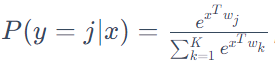 P(y = j|x) = \frac{e^{x^T w_j}}{\sum_{k=1}^{K} e^{x^T w_k}}